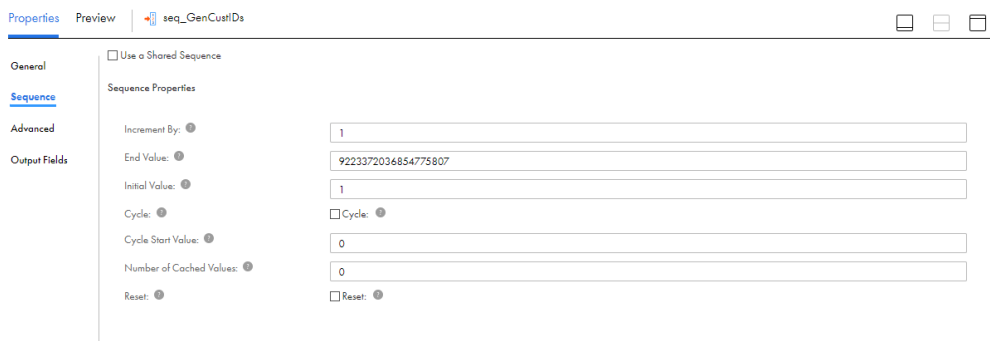 Properties Preview seq_GenCustIDs
Use a Shared Sequence
General
Sequence Properties
Sequence
Advanced
Increment By: ? 1
Output Fields
End Value: ? 9223372036854775807
Initial Value: ? 1
Cycle: ? Cycle: ?
Cycle Start Value: ? 0
Number of Cached Values: ? 0
Reset: ? Reset: ?